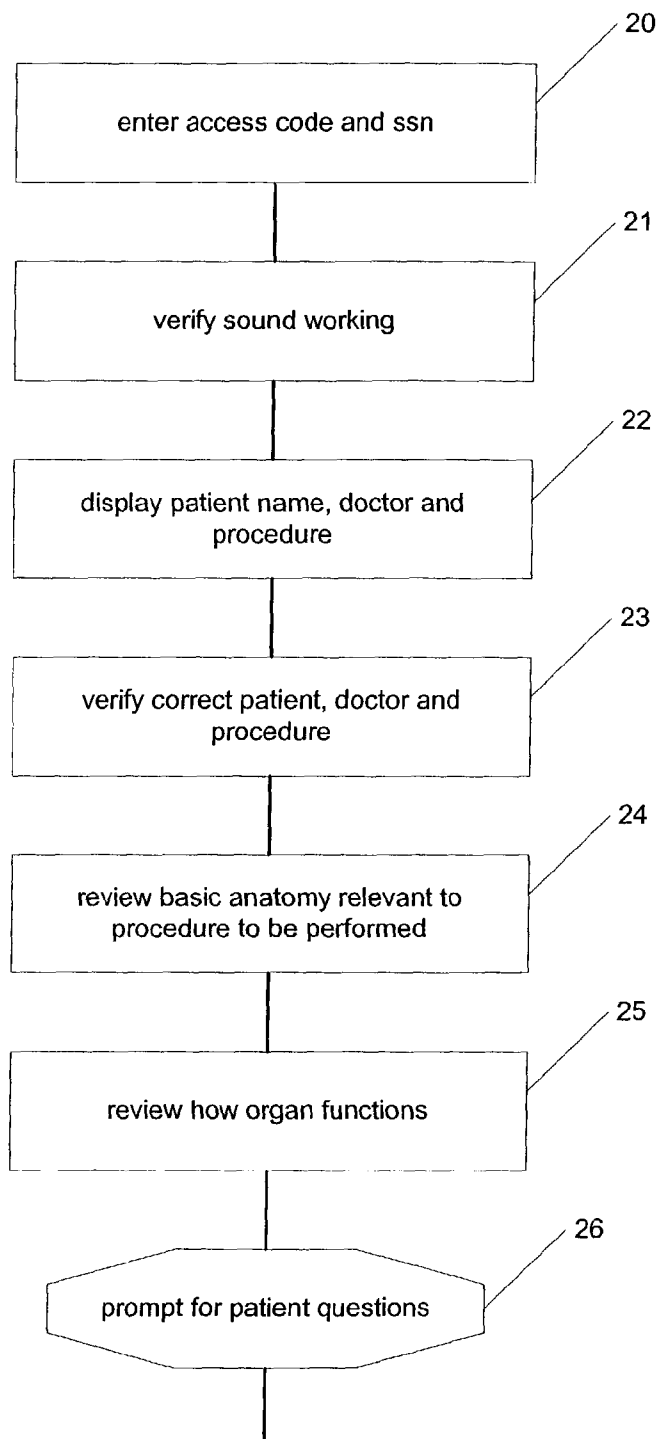 20
enter access code and ssn
21
verify sound working
22
display patient name, doctor and
procedure
23
verify correct patient, doctor and
procedure
24
review basic anatomy relevant to
procedure to be performed
25
review how organ functions
26
prompt for patient questions